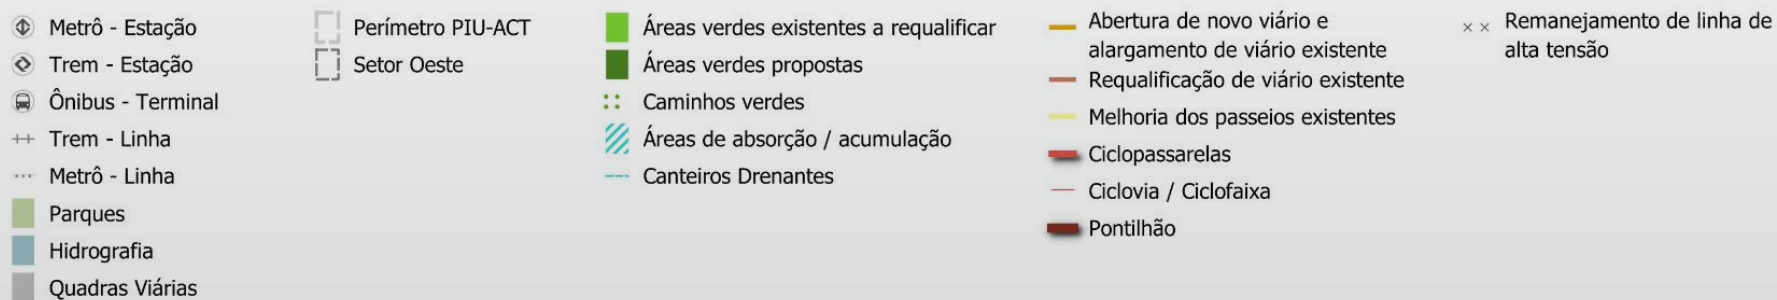 Metrô - Estação
Trem - Estação
Ônibus - Terminal
Trem - Linha
Metrô - Linha
Parques
Hidrografia
Quadras Viárias
Perímetro PIU-ACT
Setor Oeste
Áreas verdes existentes a requalificar
Áreas verdes propostas
Caminhos verdes
Áreas de absorção / acumulação
Canteiros Drenantes
Abertura de novo viário e
alargamento de viário existente
Requalificação de viário existente
Melhoria dos passeios existentes
Ciclopassarelas
Ciclovia / Ciclofaixa
Pontilhão
Remanejamento de linha de
alta tensão